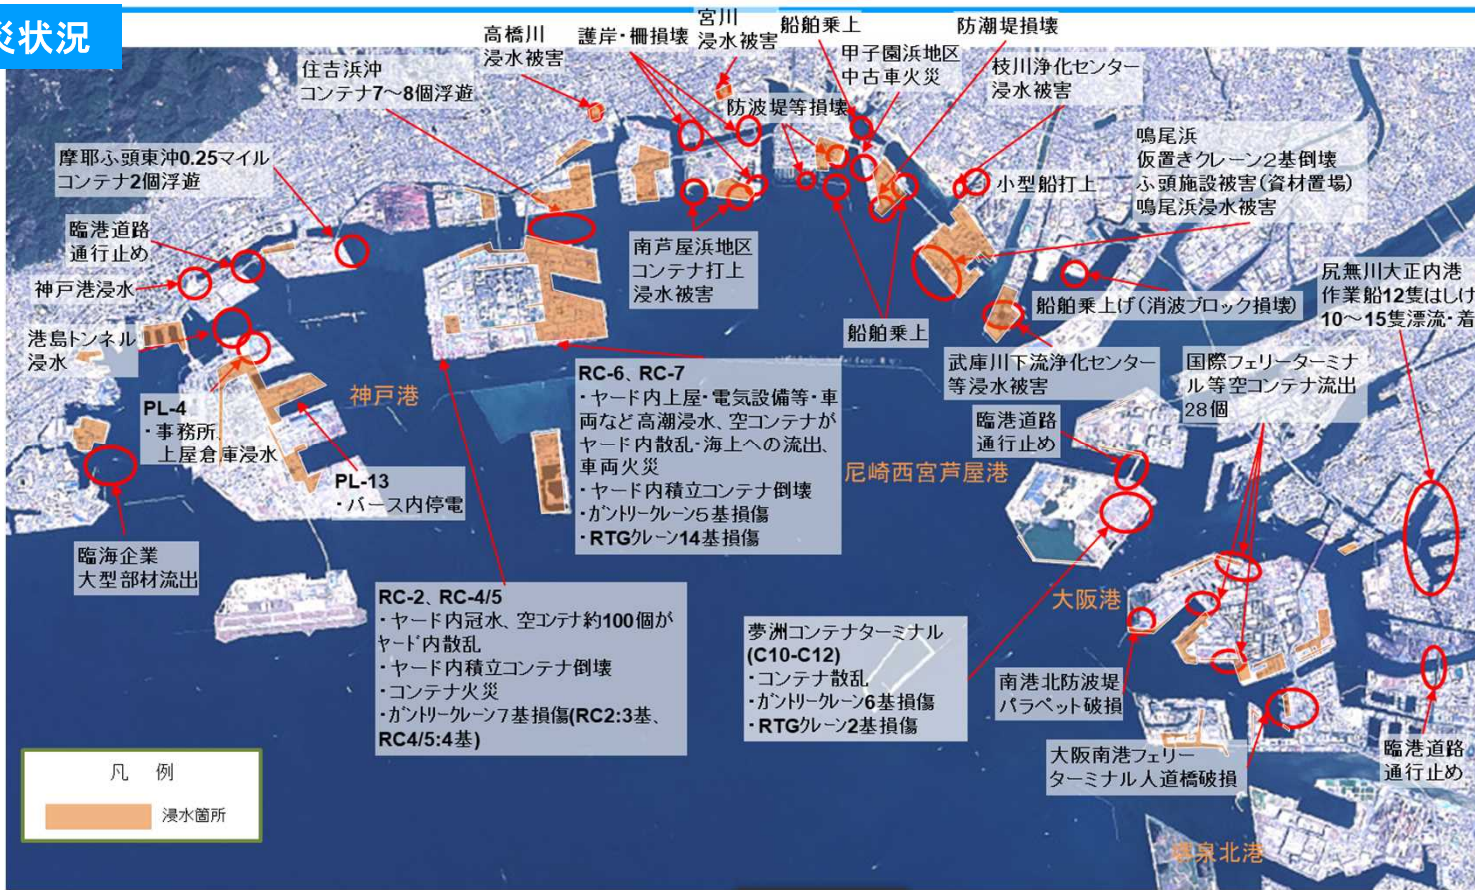 災状況
高橋川
浸水被害
護岸・柵損壊
宮川
浸水被害
船舶乗上
防潮堤損壊
甲子園浜地区
中古車火災
枝川浄化センター
浸水被害
住吉浜沖
コンテナ7～8個浮遊
防波堤等損壊
鳴尾浜
仮置きクレーン2基倒壊
ふ頭施設被害(資材置場)
鳴尾浜浸水被害
摩耶ふ頭東沖0.25マイル
コンテナ2個浮遊
小型船打上
臨港道路
通行止め
神戸港浸水
南芦屋浜地区
コンテナ打上
浸水被害
船舶乗上げ(消波ブロック損壊)
尻無川大正内港
作業船12隻はしけ
10～15隻漂流・着
港島トンネル
浸水
船舶乗上
武庫川下流浄化センター
等浸水被害
国際フェリーターミナ
ル等空コンテナ流出
28個
神戸港
PL-4
・事務所、
上屋倉庫浸水
PL-13
・バース内停電
RC-6、RC-7
・ヤード内上屋・電気設備等・車
両など高潮浸水、空コンテナが
ヤード内散乱・海上への流出、
車両火災
・ヤード内積立コンテナ倒壊
・ガントリークレーン5基損傷
・RTGクレーン14基損傷
臨港道路
通行止め
尼崎西宮芦屋港
臨海企業
大型部材流出
RC-2、RC-4/5
・ヤード内冠水、空コンテナ約100個が
ヤード内散乱
・ヤード内積立コンテナ倒壊
・コンテナ火災
・ガントリークレーン7基損傷(RC2:3基、
RC4/5:4基)
大阪港
夢洲コンテナターミナル
(C10-C12)
・コンテナ散乱
・ガントリークレーン6基損傷
・RTGクレーン2基損傷
南港北防波堤
パラペット破損
大阪南港フェリー
ターミナル人道橋破損
臨港道路
通行止め
凡 例
浸水箇所
泉北港